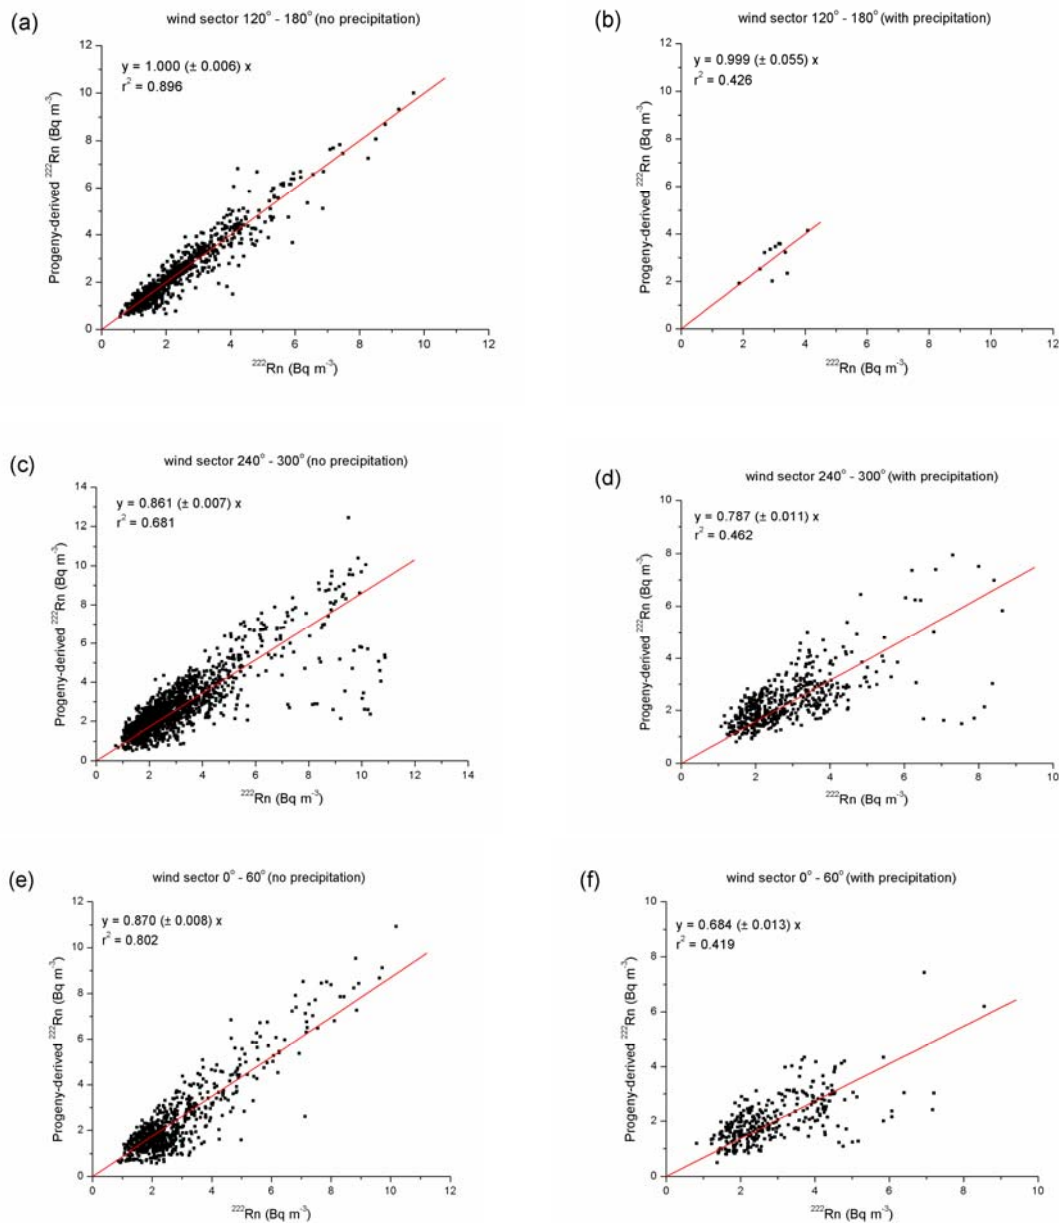 (a)
wind sector 120° - 180° (no precipitation)
y = 1.000 (± 0.006) x
r² = 0.896
Progeny-derived ²²²Rn (Bq m⁻³)
12
10
8
6
4
2
0
0 2 4 6 8 10 12
²²²Rn (Bq m⁻³)
(b)
wind sector 120° - 180° (with precipitation)
y = 0.999 (± 0.055) x
r² = 0.426
Progeny-derived ²²²Rn (Bq m⁻³)
12
10
8
6
4
2
0
0 2 4 6 8 10 12
²²²Rn (Bq m⁻³)
(c)
wind sector 240° - 300° (no precipitation)
y = 0.861 (± 0.007) x
r² = 0.681
Progeny-derived ²²²Rn (Bq m⁻³)
14
12
10
8
6
4
2
0
0 2 4 6 8 10 12 14
²²²Rn (Bq m⁻³)
(d)
wind sector 240° - 300° (with precipitation)
y = 0.787 (± 0.011) x
r² = 0.462
Progeny-derived ²²²Rn (Bq m⁻³)
10
8
6
4
2
0
0 2 4 6 8 10
²²²Rn (Bq m⁻³)
(e)
wind sector 0° - 60° (no precipitation)
y = 0.870 (± 0.008) x
r² = 0.802
Progeny-derived ²²²Rn (Bq m⁻³)
12
10
8
6
4
2
0
0 2 4 6 8 10 12
²²²Rn (Bq m⁻³)
(f)
wind sector 0° - 60° (with precipitation)
y = 0.684 (± 0.013) x
r² = 0.419
Progeny-derived ²²²Rn (Bq m⁻³)
10
8
6
4
2
0
0 2 4 6 8 10
²²²Rn (Bq m⁻³)